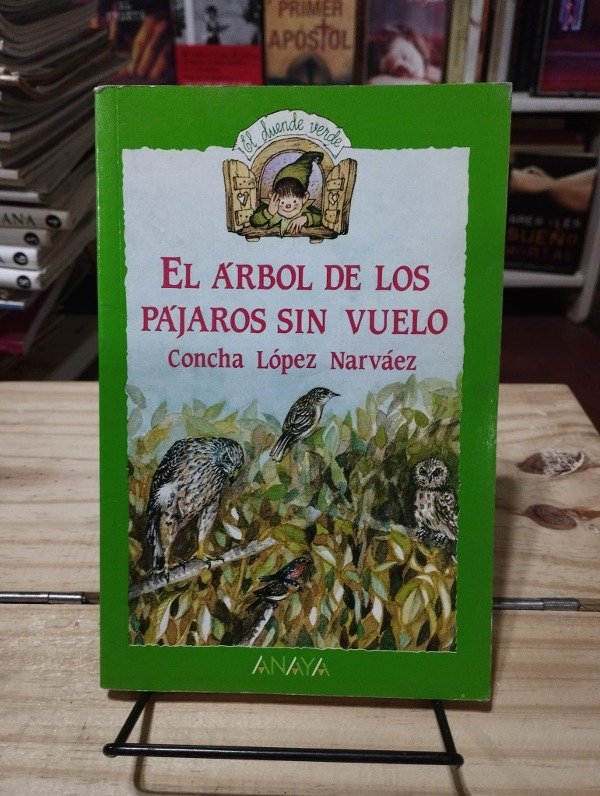 PRIMER
APÓSTOL
El duende verde
EL ÁRBOL DE LOS
PÁJAROS SIN VUELO
Concha López Narváez
ANAYA